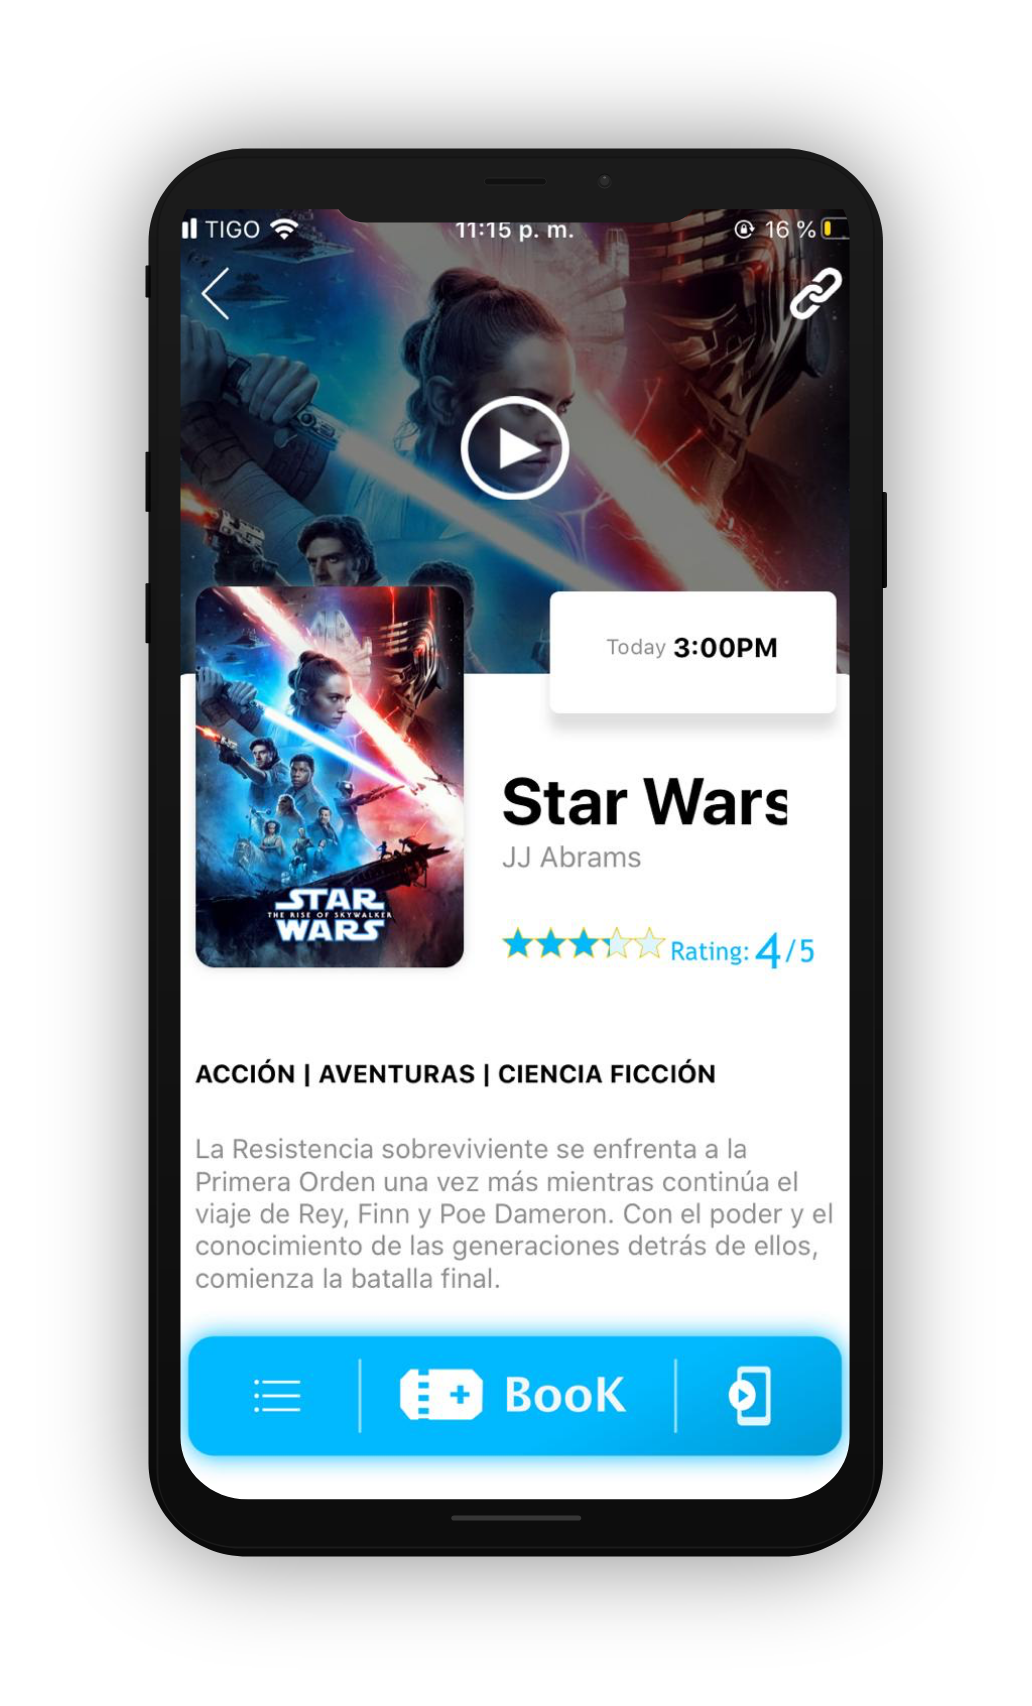 TIGO 11:15 p. m. 16 %
Today 3:00PM
STAR
THE RISE OF SKYWALKER
WARS
Star Wars
JJ Abrams
Rating: 4/5
ACCIÓN | AVENTURAS | CIENCIA FICCIÓN
La Resistencia sobreviviente se enfrenta a la
Primera Orden una vez más mientras continúa el
viaje de Rey, Finn y Poe Dameron. Con el poder y el
conocimiento de las generaciones detrás de ellos,
comienza la batalla final.
BooK